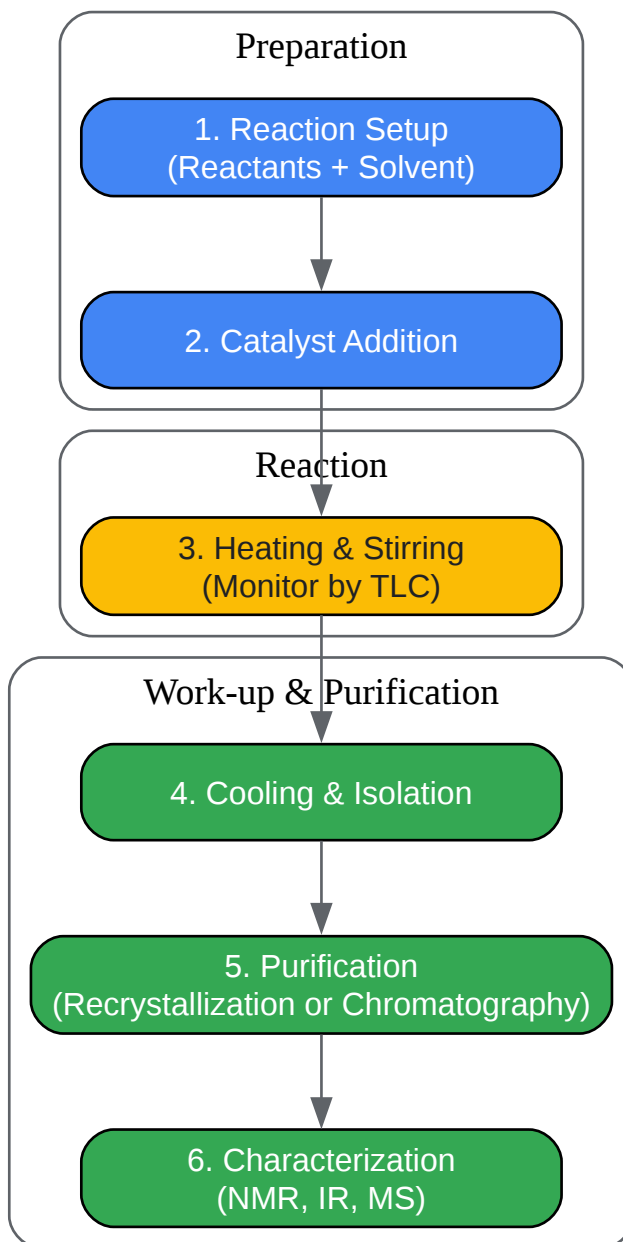 Preparation
1. Reaction Setup
(Reactants + Solvent)
2. Catalyst Addition
Reaction
3. Heating & Stirring
(Monitor by TLC)
Work-up & Purification
4. Cooling & Isolation
5. Purification
(Recrystallization or Chromatography)
6. Characterization
(NMR, IR, MS)